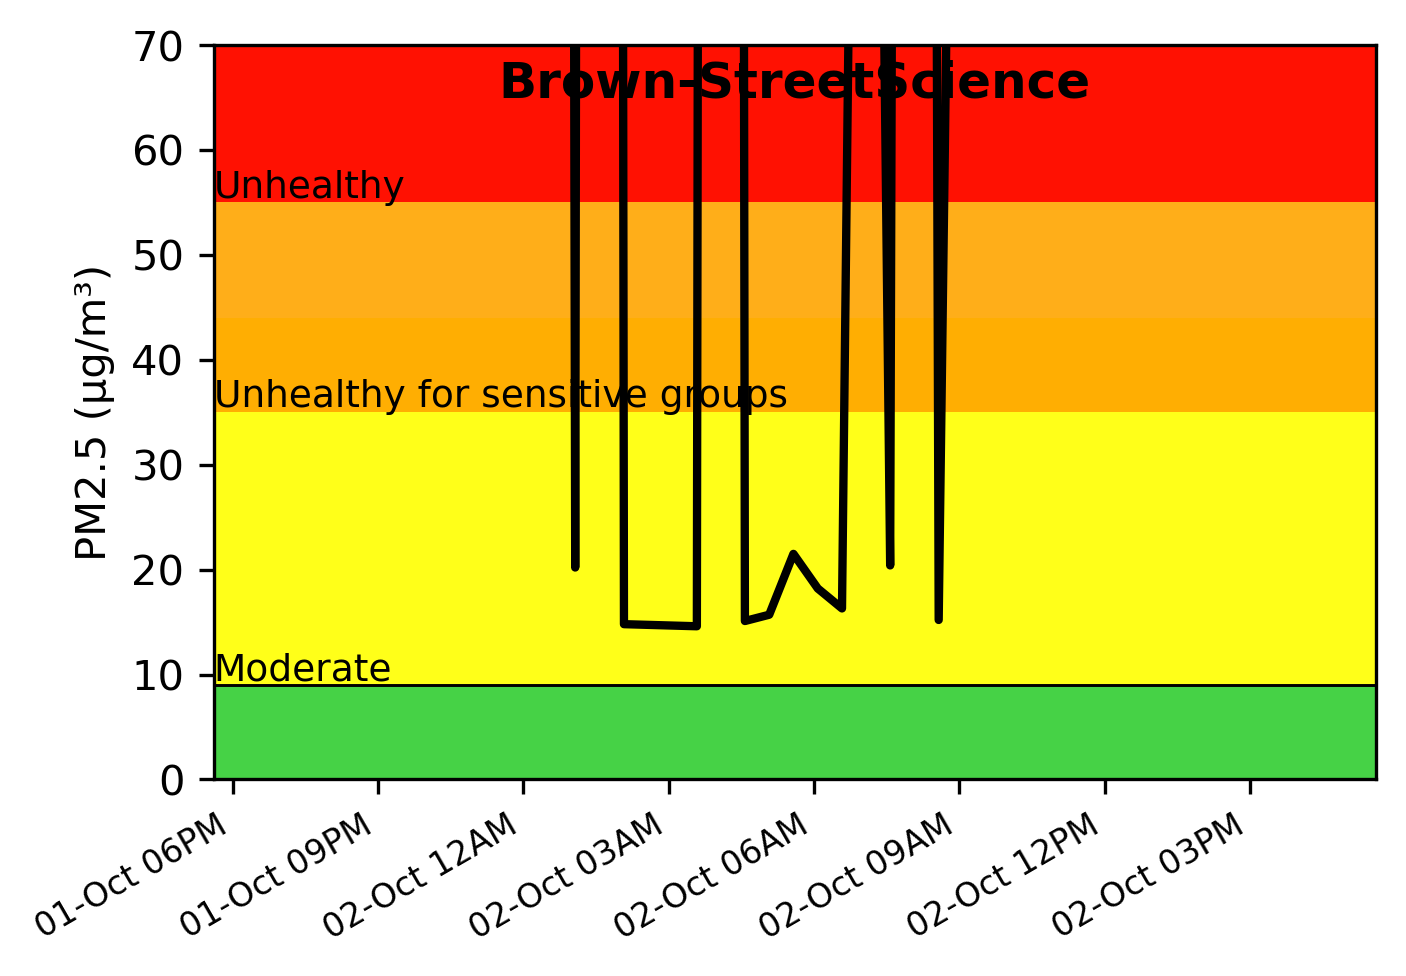 Brown-StreetScience
70
60
50
40
30
20
10
0
PM2.5 (µg/m³)
Unhealthy
Unhealthy for sensitive groups
Moderate
01-Oct 06PM
01-Oct 09PM
02-Oct 12AM
02-Oct 03AM
02-Oct 06AM
02-Oct 09AM
02-Oct 12PM
02-Oct 03PM